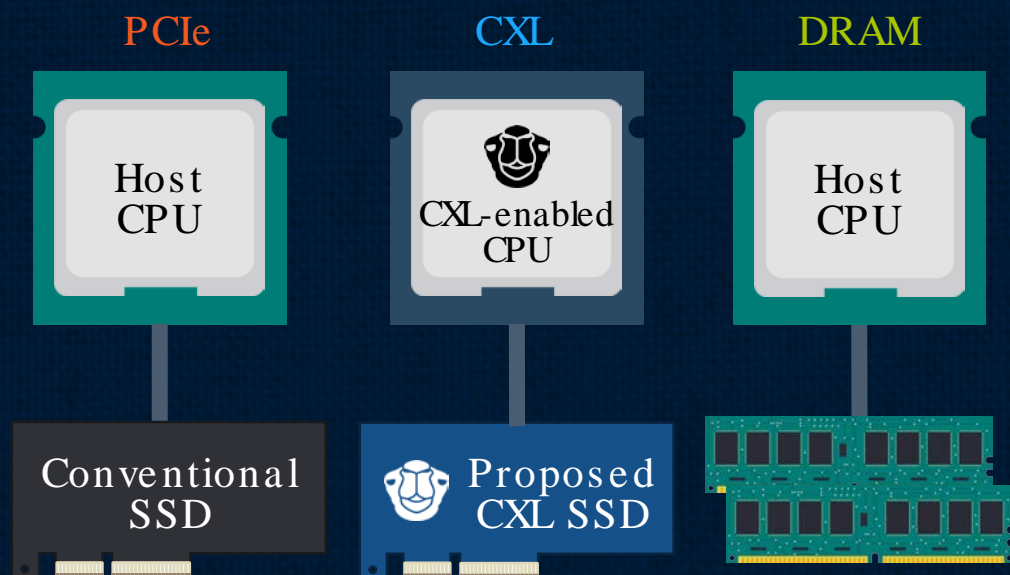 PCIe
CXL
DRAM
Host
CPU
CXL-enabled
CPU
Host
CPU
Conventional
SSD
Proposed
CXL SSD